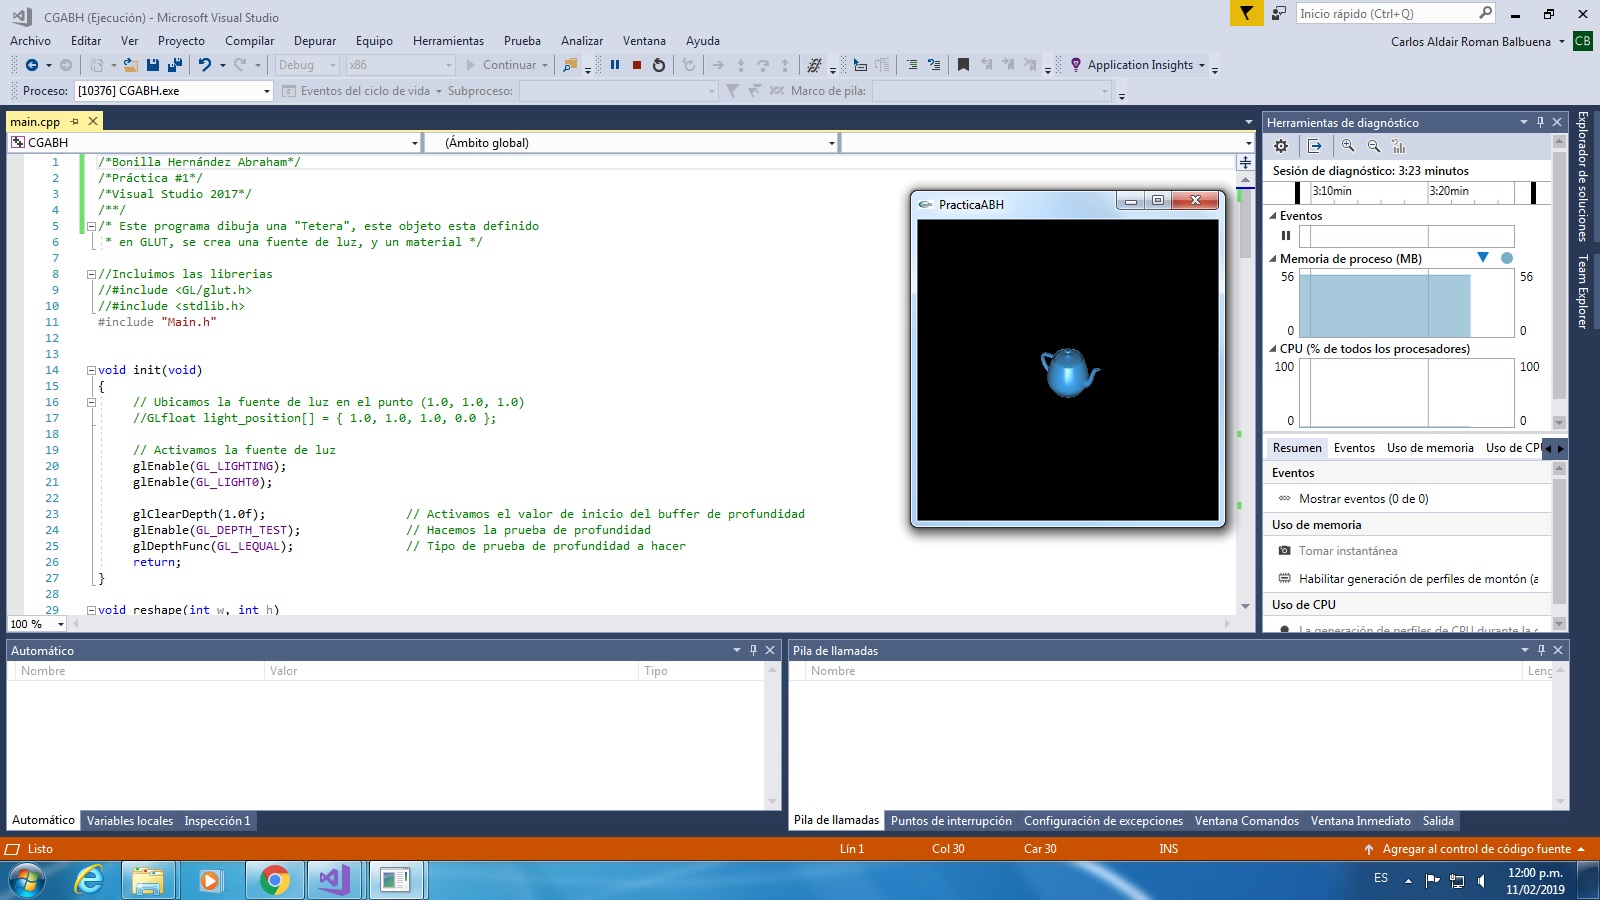 CGABH (Ejecución) - Microsoft Visual Studio
Inicio rápido (Ctrl+Q)
Archivo Editar Ver Proyecto Compilar Depurar Equipo Herramientas Prueba Analizar Ventana Ayuda
Carlos Aldair Roman Balbuena CB
Debug x86 Continuar Application Insights
Proceso: [10376] CGABH.exe Eventos del ciclo de vida Subproceso: Marco de pila:
main.cpp
CGABH (Ámbito global)
1 /*Bonilla Hernández Abraham*/
2 /*Práctica #1*/
3 /*Visual Studio 2017*/
4 /**/
5 /* Este programa dibuja una "Tetera", este objeto esta definido
6 * en GLUT, se crea una fuente de luz, y un material */
7
8 //Incluimos las librerias
9 //#include <GL/glut.h>
10 //#include <stdlib.h>
11 #include "Main.h"
12
13
14 void init(void)
15 {
16 // Ubicamos la fuente de luz en el punto (1.0, 1.0, 1.0)
17 //GLfloat light_position[] = { 1.0, 1.0, 1.0, 0.0 };
18
19 // Activamos la fuente de luz
20 glEnable(GL_LIGHTING);
21 glEnable(GL_LIGHT0);
22
23 glClearDepth(1.0f); // Activamos el valor de inicio del buffer de profundidad
24 glEnable(GL_DEPTH_TEST); // Hacemos la prueba de profundidad
25 glDepthFunc(GL_LEQUAL); // Tipo de prueba de profundidad a hacer
26 return;
27 }
28
29 void reshape(int w, int h)
100 %
PracticaABH
Herramientas de diagnóstico
Sesión de diagnóstico: 3:23 minutos
3:10min 3:20min
Eventos
Memoria de proceso (MB)
56 56
0 0
CPU (% de todos los procesadores)
100 100
0 0
Resumen Eventos Uso de memoria Uso de CP
Eventos
Mostrar eventos (0 de 0)
Uso de memoria
Tomar instantánea
Habilitar generación de perfiles de montón (a
Uso de CPU
La generación de perfiles de CPU durante la
Explorador de soluciones
Team Explorer
Automático
Nombre Valor Tipo
Automático Variables locales Inspección 1
Pila de llamadas
Nombre Leng
Pila de llamadas Puntos de interrupción Configuración de excepciones Ventana Comandos Ventana Inmediato Salida
Listo Lín 1 Col 30 Car 30 INS Agregar al control de código fuente
ES
12:00 p.m.
11/02/2019